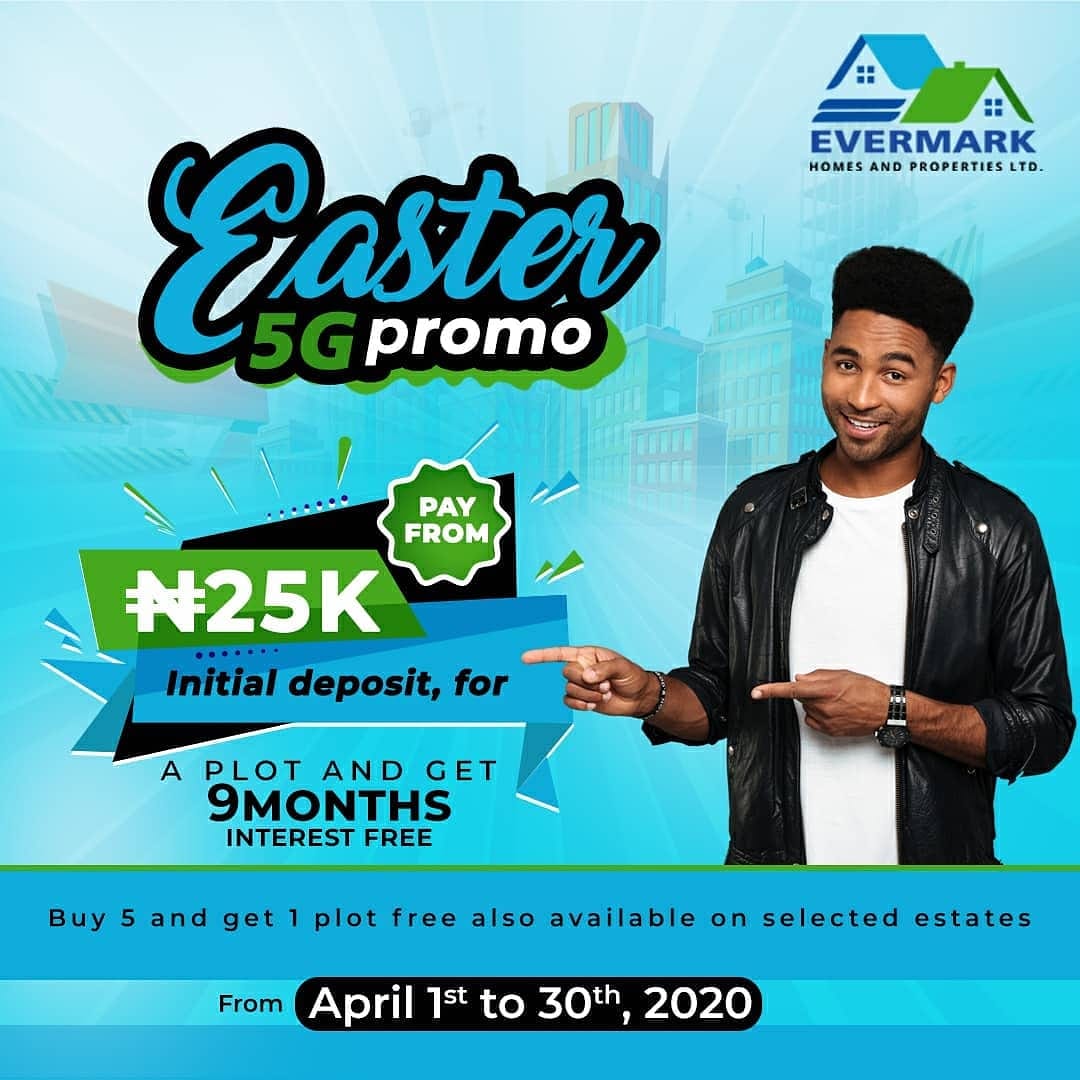 EVERMARK
HOMES AND PROPERTIES LTD.
Easter
5G promo
PAY
FROM
₦25K
Initial deposit, for
A PLOT AND GET
9MONTHS
INTEREST FREE
Buy 5 and get 1 plot free also available on selected estates
From April 1st to 30th, 2020